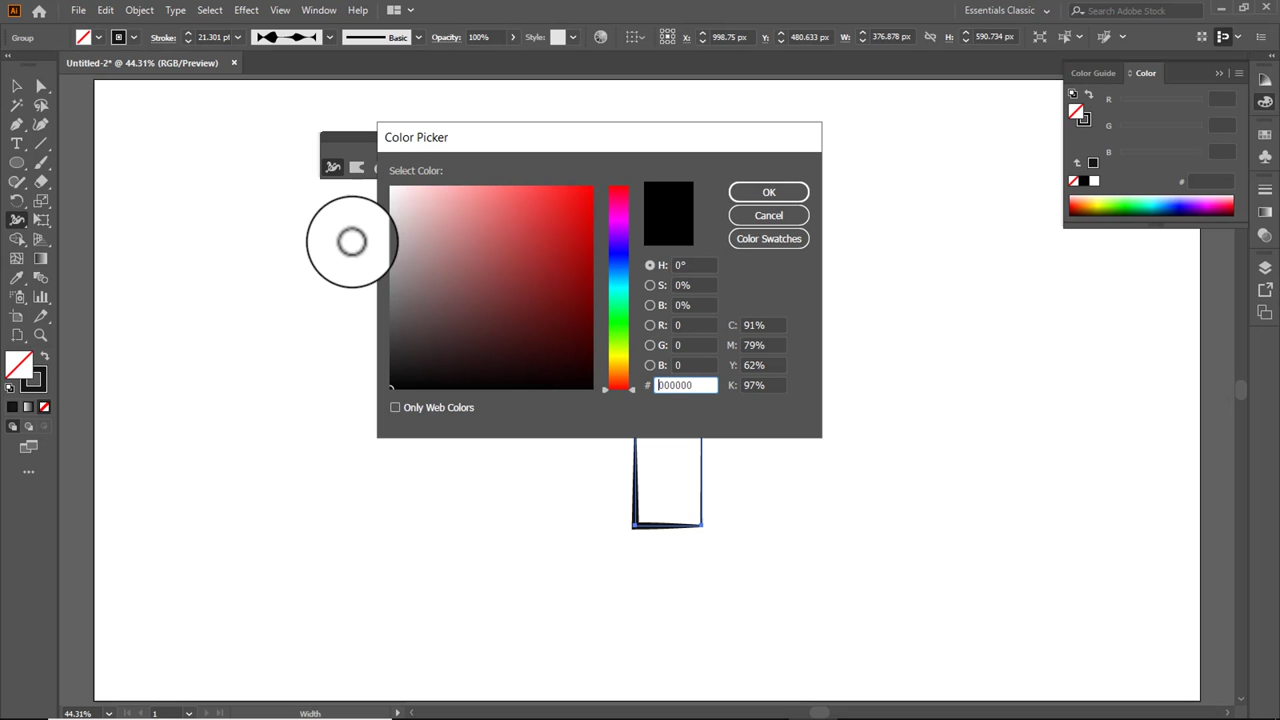 Ai File Edit Object Type Select Effect View Window Help Essentials Classic Search Adobe Stock
Group Stroke: 21.301 pt Basic Opacity: 100% Style: X: 998.75 px Y: 480.633 px W: 376.878 px H: 590.734 px
Untitled-2* @ 44.31% (RGB/Preview) ×
Color Guide Color
R
G
B
#
Color Picker
Select Color:
OK
Cancel
Color Swatches
H: 0°
S: 0%
B: 0%
R: 0 C: 91%
G: 0 M: 79%
B: 0 Y: 62%
# 000000 K: 97%
Only Web Colors
44.31% 1 Width